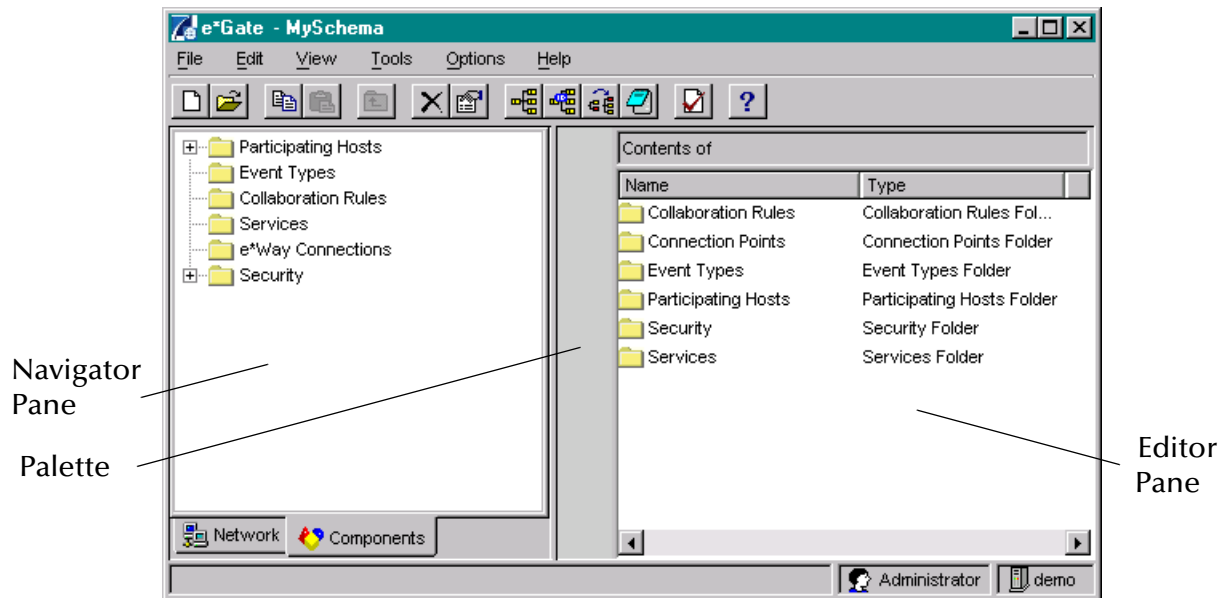 e*Gate - MySchema
File Edit View Tools Options Help
?
Participating Hosts
Event Types
Collaboration Rules
Services
e*Way Connections
Security
Network Components
Contents of
Name Type
Collaboration Rules Collaboration Rules Fol...
Connection Points Connection Points Folder
Event Types Event Types Folder
Participating Hosts Participating Hosts Folder
Security Security Folder
Services Services Folder
Administrator demo
Navigator
Pane
Palette
Editor
Pane